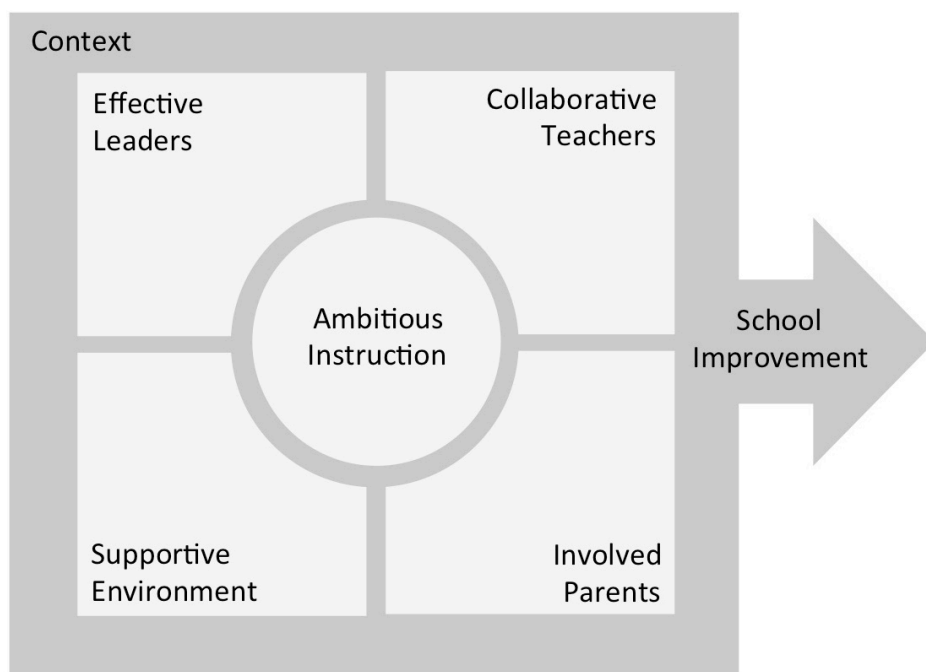 Context
Effective
Leaders
Collaborative
Teachers
Ambitious
Instruction
School
Improvement
Supportive
Environment
Involved
Parents